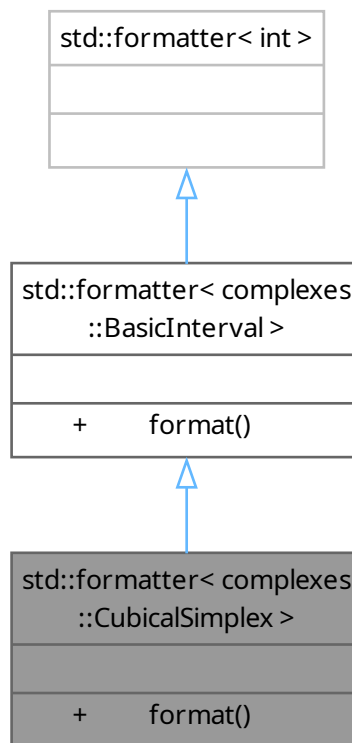 std::formatter< int >
std::formatter< complexes
::BasicInterval >
+ format()
std::formatter< complexes
::CubicalSimplex >
+ format()